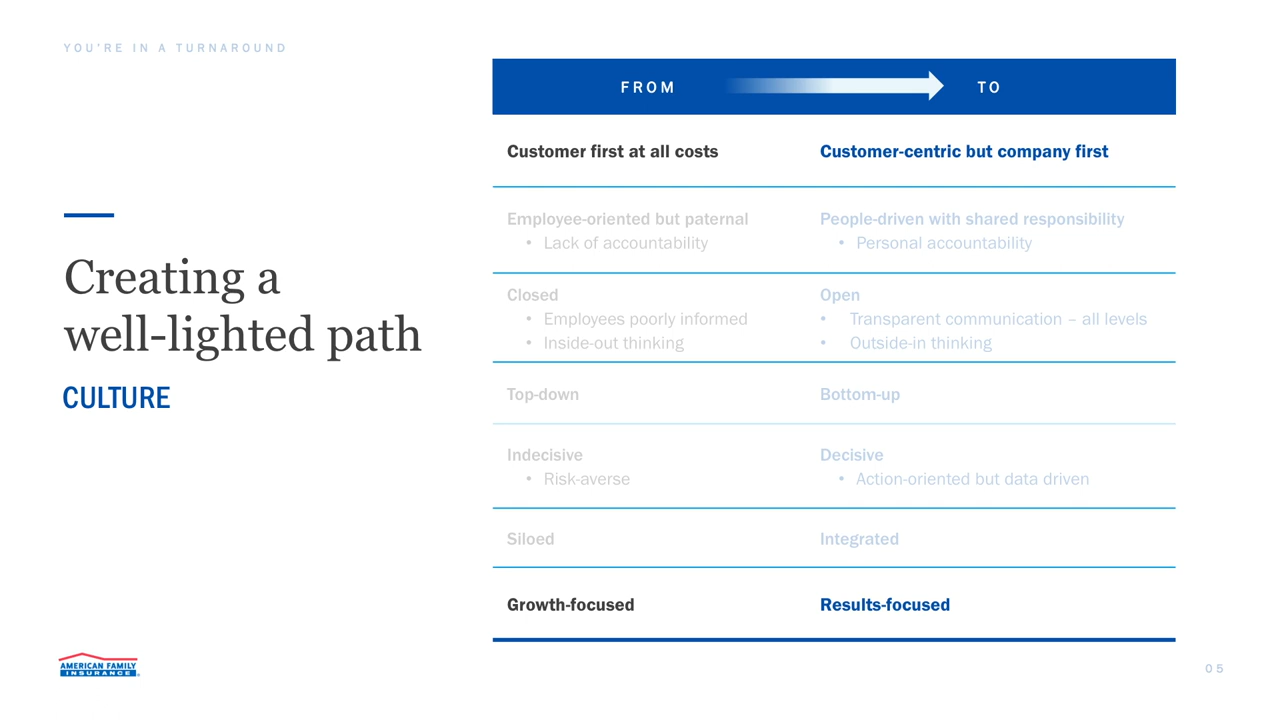 YOU'RE IN A TURNAROUND
Creating a
well-lighted path
CULTURE
FROM TO
Customer first at all costs Customer-centric but company first
Employee-oriented but paternal People-driven with shared responsibility
• Lack of accountability • Personal accountability
Closed Open
• Employees poorly informed • Transparent communication – all levels
• Inside-out thinking • Outside-in thinking
Top-down Bottom-up
Indecisive Decisive
• Risk-averse • Action-oriented but data driven
Siloed Integrated
Growth-focused Results-focused
AMERICAN FAMILY
INSURANCE
05